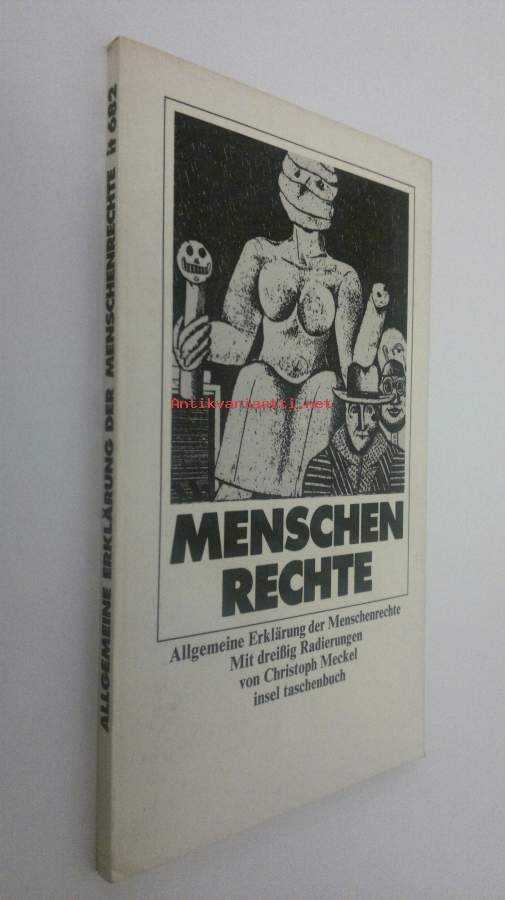 ALLGEMEINE ERKLÄRUNG DER MENSCHENRECHTE it 682
Antikvariantti.net
MENSCHEN
RECHTE
Allgemeine Erklärung der Menschenrechte
Mit dreißig Radierungen
von Christoph Meckel
insel taschenbuch